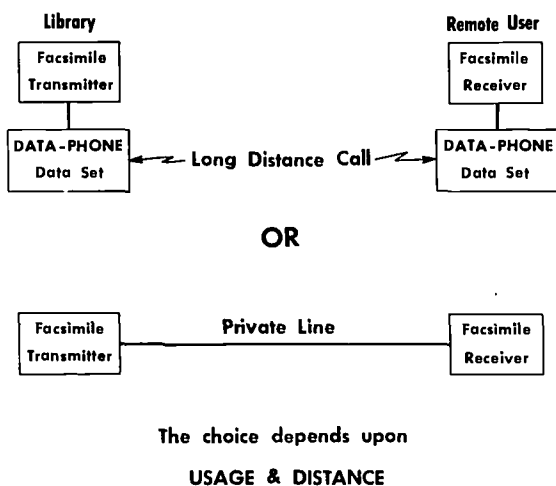 Library Remote User
Facsimile Facsimile
Transmitter Receiver
DATA-PHONE Long Distance Call DATA-PHONE
Data Set Data Set
OR
Facsimile Private Line Facsimile
Transmitter Receiver
The choice depends upon
USAGE & DISTANCE